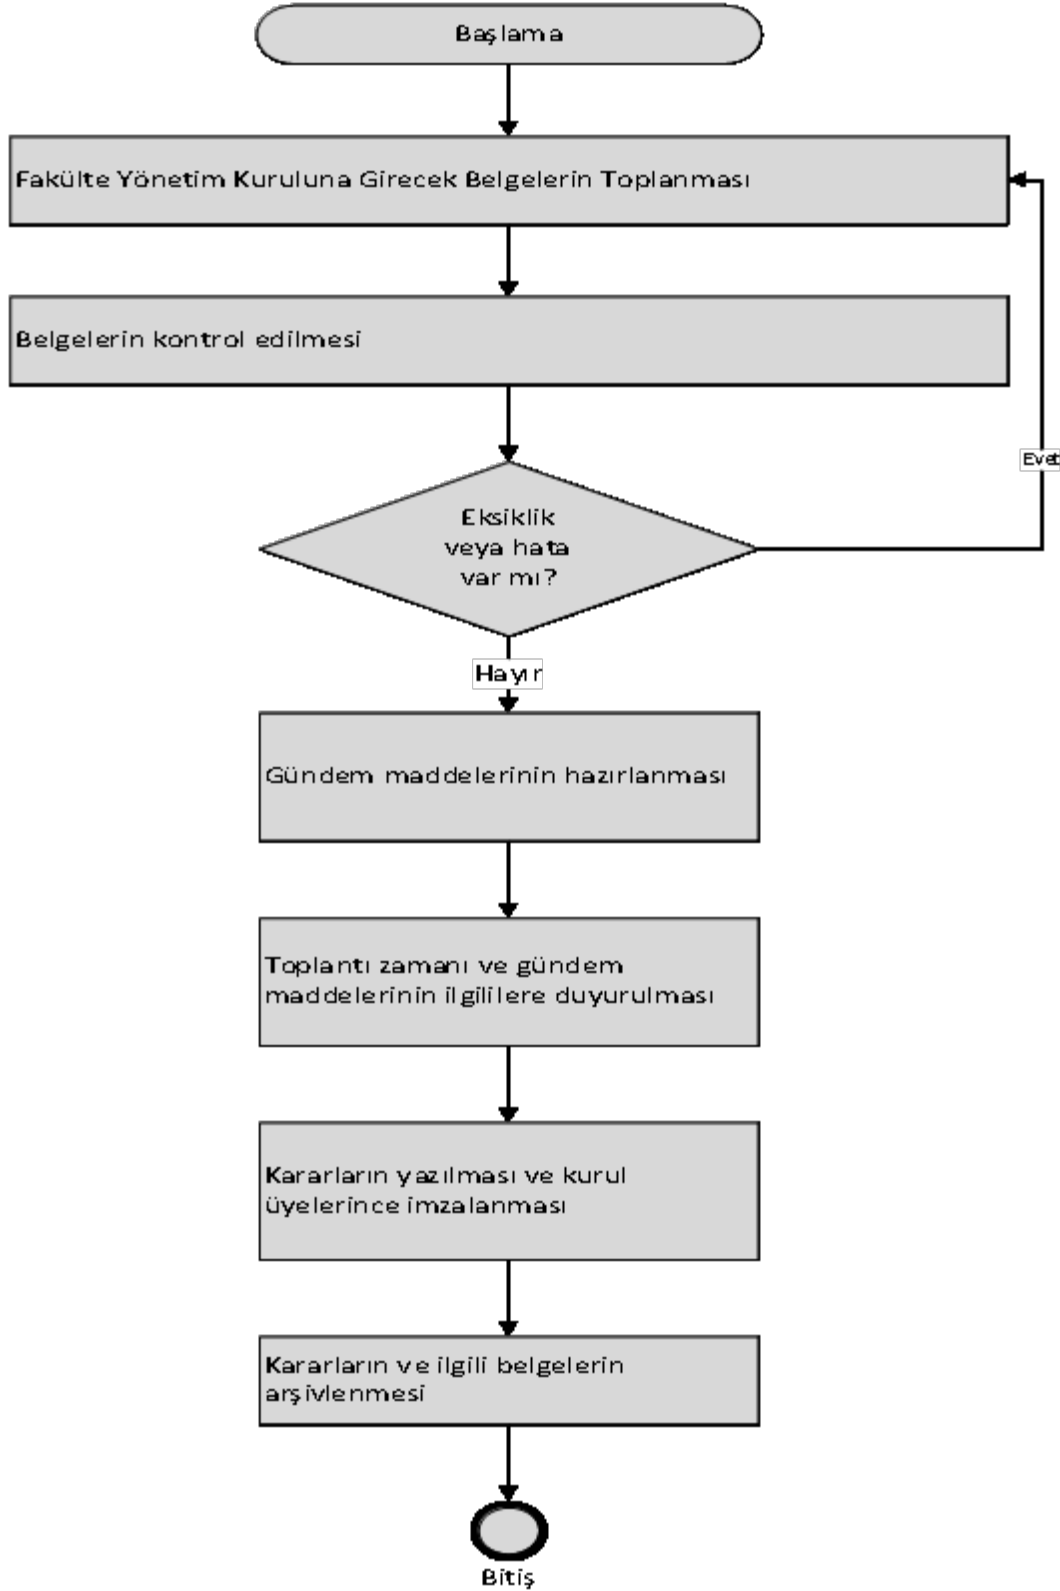 Başlama
Fakülte Yönetim Kuruluna Girecek Belgelerin Toplanması
Belgelerin kontrol edilmesi
Evet
Eksiklik
veya hata
var mı?
Hayır
Gündem maddelerinin hazırlanması
Toplantı zamanı ve gündem
maddelerinin ilgililere duyurulması
Kararların yazılması ve kurul
üyelerince imzalanması
Kararların ve ilgili belgelerin
arşivlenmesi
Bitiş